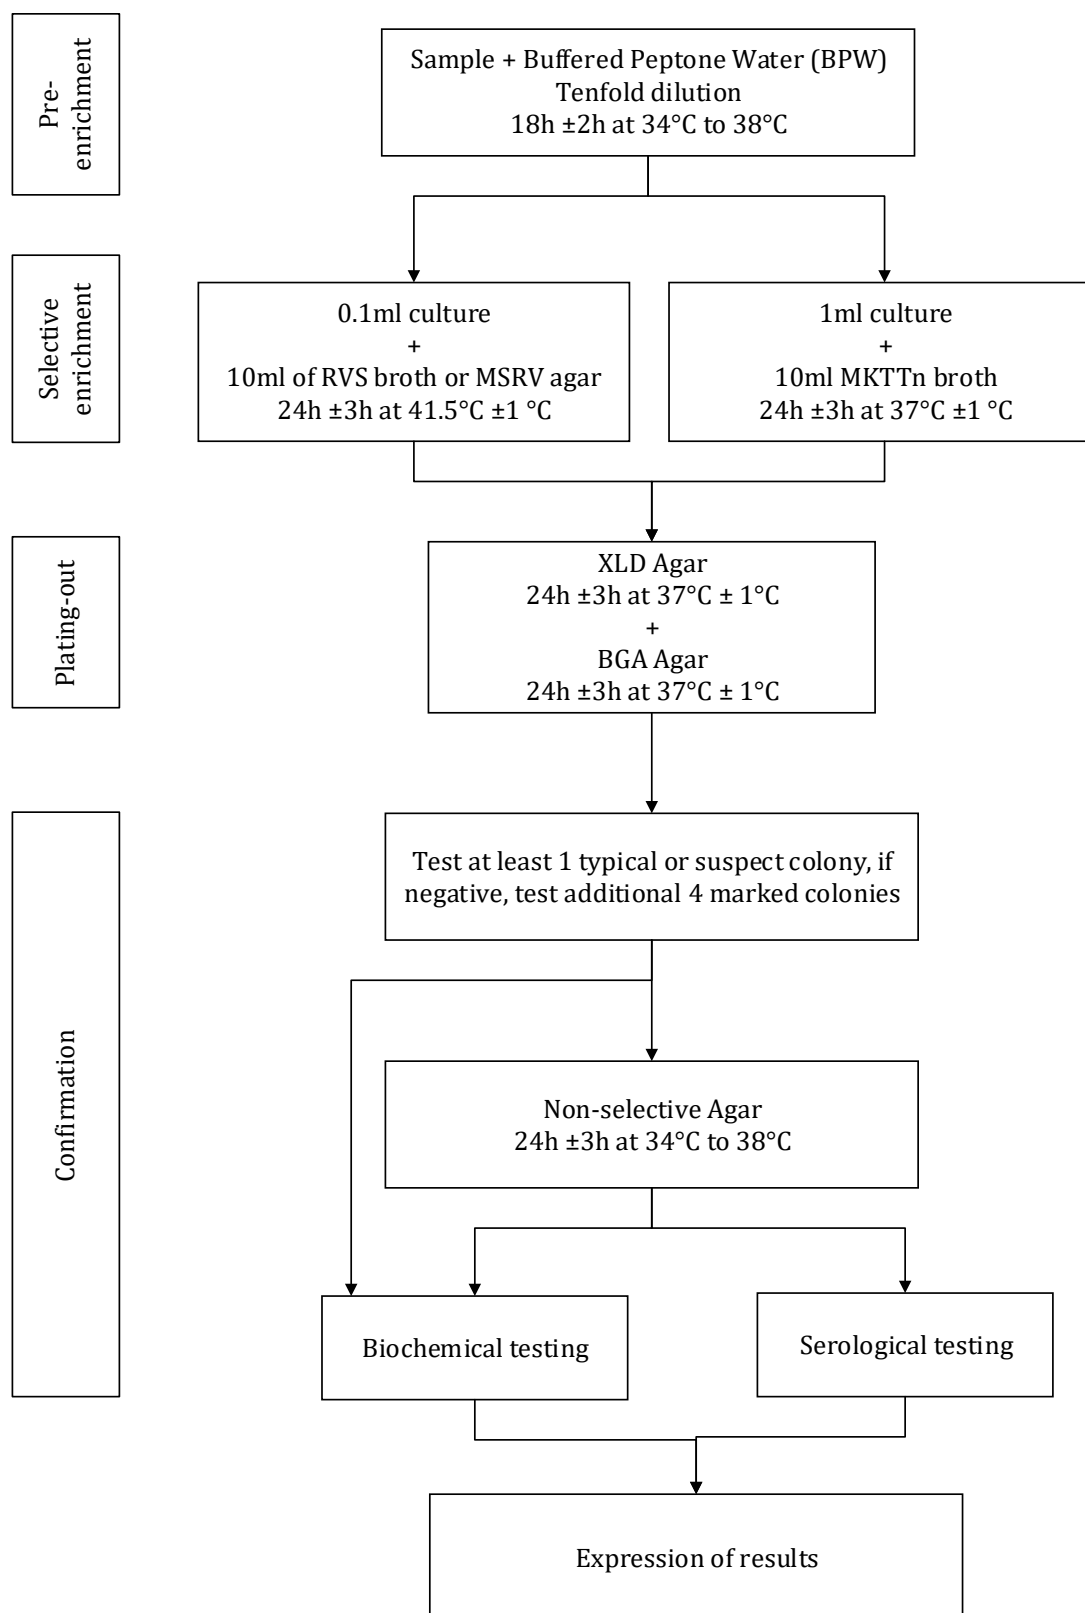 Pre-
enrichment
Sample + Buffered Peptone Water (BPW)
Tenfold dilution
18h ±2h at 34°C to 38°C
Selective
enrichment
0.1ml culture
+
10ml of RVS broth or MSRV agar
24h ±3h at 41.5°C ±1 °C
1ml culture
+
10ml MKTTn broth
24h ±3h at 37°C ±1 °C
Plating-out
XLD Agar
24h ±3h at 37°C ± 1°C
+
BGA Agar
24h ±3h at 37°C ± 1°C
Confirmation
Test at least 1 typical or suspect colony, if
negative, test additional 4 marked colonies
Non-selective Agar
24h ±3h at 34°C to 38°C
Biochemical testing
Serological testing
Expression of results